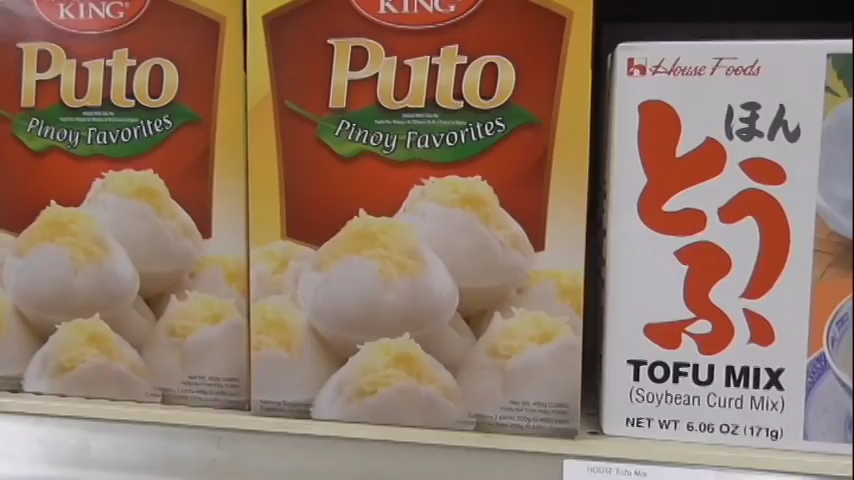 KING
Puto
Pinoy Favorites
KING
Puto
Pinoy Favorites
House Foods
ほん
とうふ
TOFU MIX
(Soybean Curd Mix)
NET WT 6.06 OZ (171g)
HOUSE Tofu Mix